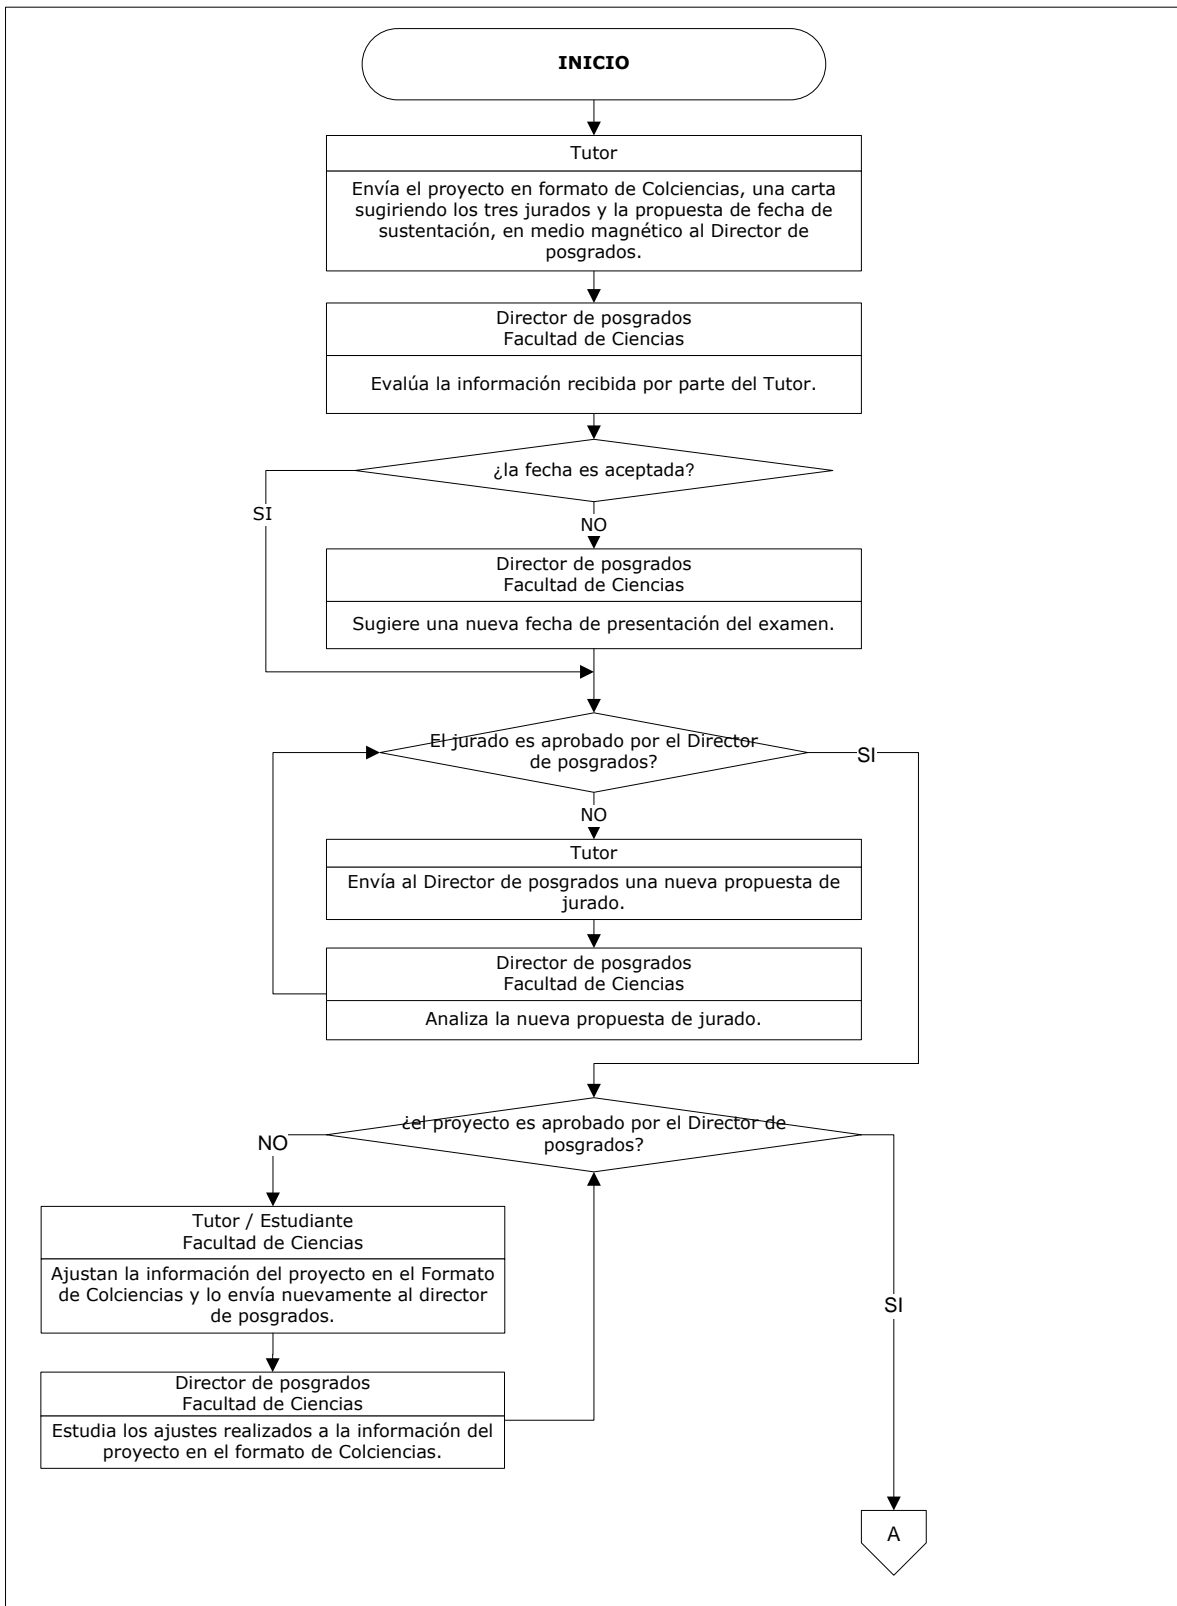 INICIO
Tutor
Envía el proyecto en formato de Colciencias, una carta
sugiriendo los tres jurados y la propuesta de fecha de
sustentación, en medio magnético al Director de
posgrados.
Director de posgrados
Facultad de Ciencias
Evalúa la información recibida por parte del Tutor.
¿la fecha es aceptada?
SI
NO
Director de posgrados
Facultad de Ciencias
Sugiere una nueva fecha de presentación del examen.
El jurado es aprobado por el Director
de posgrados?
SI
NO
Tutor
Envía al Director de posgrados una nueva propuesta de
jurado.
Director de posgrados
Facultad de Ciencias
Analiza la nueva propuesta de jurado.
¿el proyecto es aprobado por el Director de
posgrados?
NO
Tutor / Estudiante
Facultad de Ciencias
Ajustan la información del proyecto en el Formato
de Colciencias y lo envía nuevamente al director
de posgrados.
SI
Director de posgrados
Facultad de Ciencias
Estudia los ajustes realizados a la información del
proyecto en el formato de Colciencias.
A